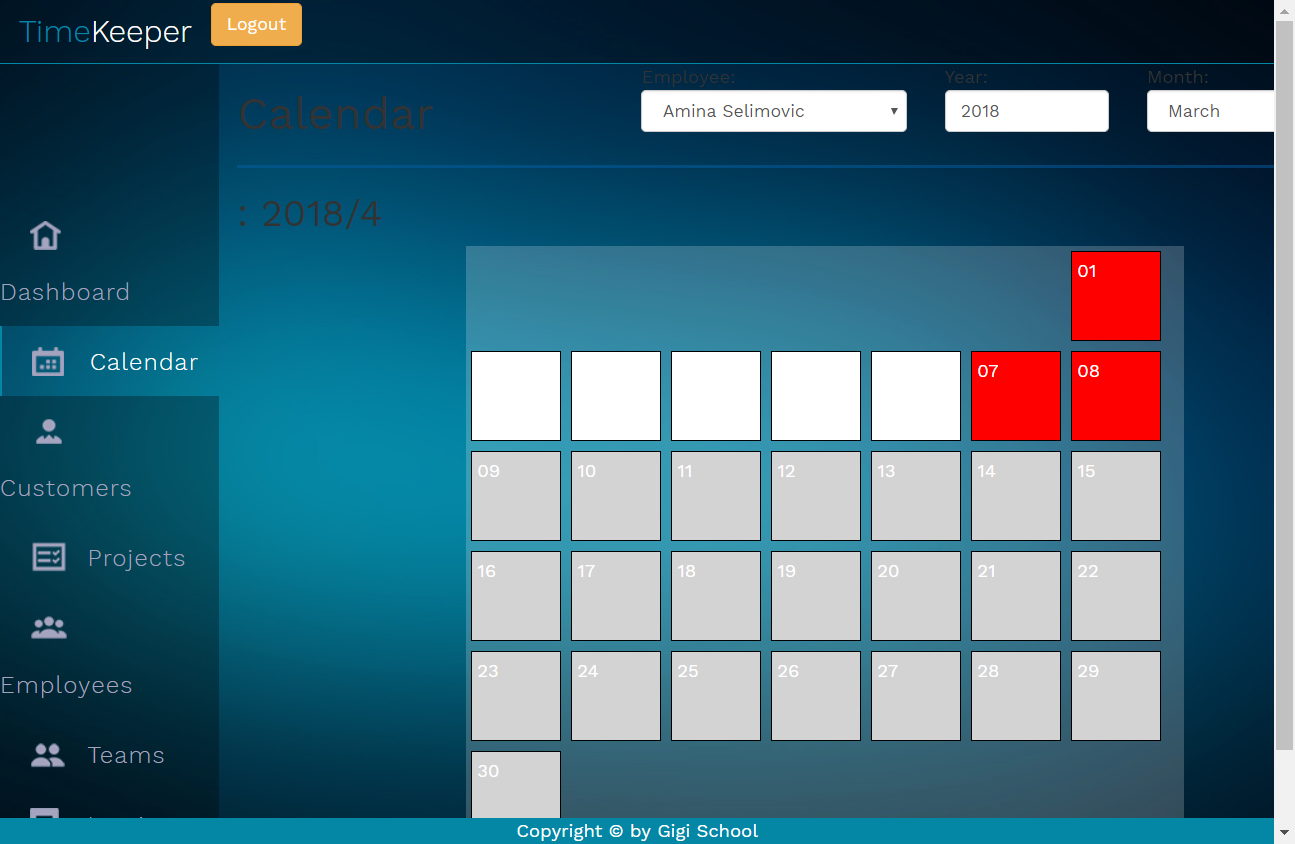 TimeKeeper Logout
Employee: Year: Month:
Calendar Amina Selimovic 2018 March
: 2018/4
Dashboard
Calendar
Customers
Projects
Employees
Teams
01
07 08
09 10 11 12 13 14 15
16 17 18 19 20 21 22
23 24 25 26 27 28 29
30
Copyright © by Gigi School